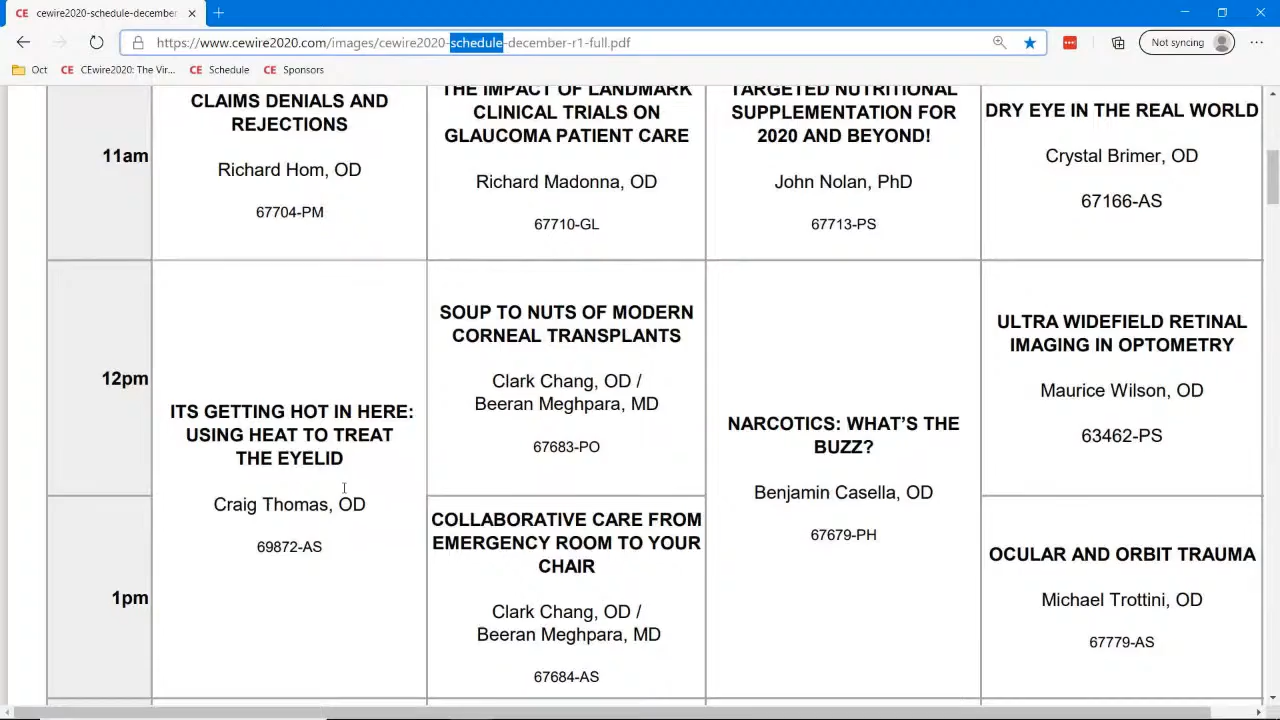 cewire2020-schedule-december
https://www.cewire2020.com/images/cewire2020-schedule-december-r1-full.pdf
Not syncing
Oct
CE CEwire2020: The Vir...
CE Schedule
CE Sponsors
11am
CLAIMS DENIALS AND
REJECTIONS
Richard Hom, OD
67704-PM
THE IMPACT OF LANDMARK
CLINICAL TRIALS ON
GLAUCOMA PATIENT CARE
Richard Madonna, OD
67710-GL
TARGETED NUTRITIONAL
SUPPLEMENTATION FOR
2020 AND BEYOND!
John Nolan, PhD
67713-PS
DRY EYE IN THE REAL WORLD
Crystal Brimer, OD
67166-AS
12pm
ITS GETTING HOT IN HERE:
USING HEAT TO TREAT
THE EYELID
Craig Thomas, OD
69872-AS
SOUP TO NUTS OF MODERN
CORNEAL TRANSPLANTS
Clark Chang, OD /
Beeran Meghpara, MD
67683-PO
NARCOTICS: WHAT'S THE
BUZZ?
Benjamin Casella, OD
67679-PH
ULTRA WIDEFIELD RETINAL
IMAGING IN OPTOMETRY
Maurice Wilson, OD
63462-PS
1pm
COLLABORATIVE CARE FROM
EMERGENCY ROOM TO YOUR
CHAIR
Clark Chang, OD /
Beeran Meghpara, MD
67684-AS
OCULAR AND ORBIT TRAUMA
Michael Trottini, OD
67779-AS